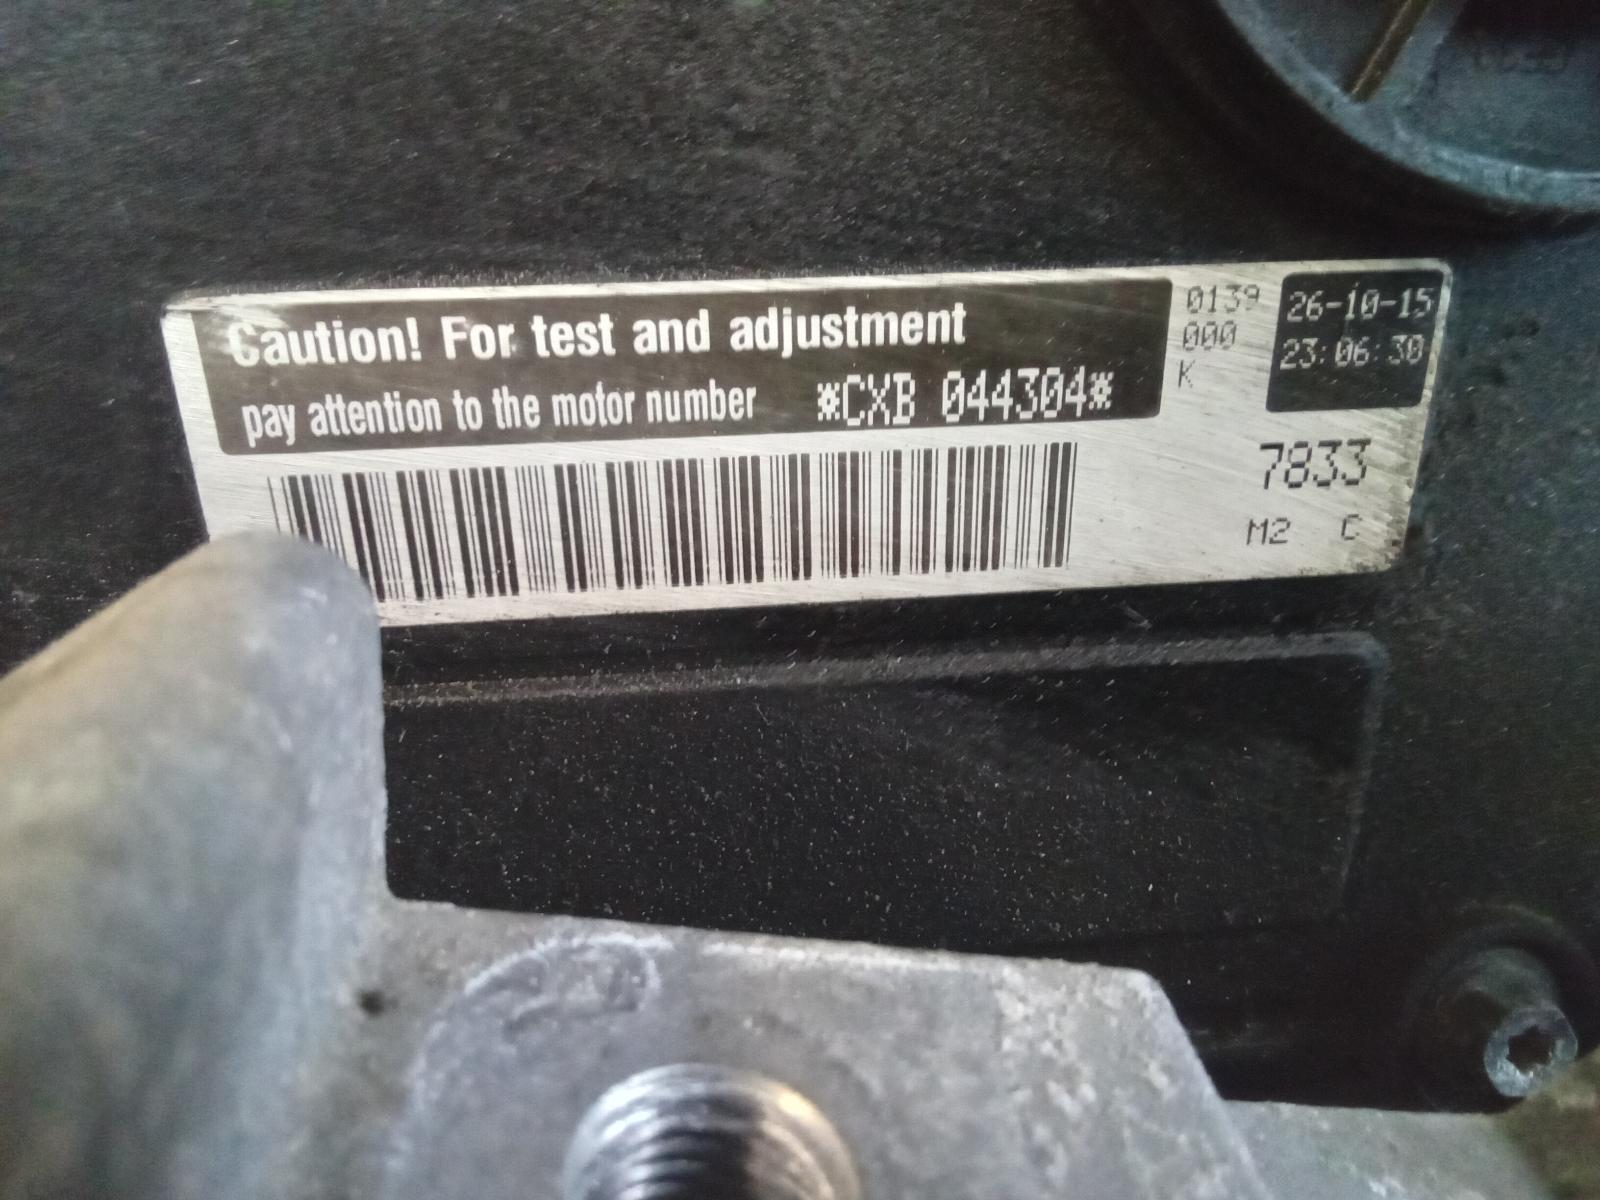 Caution! For test and adjustment
pay attention to the motor number *CXB 044304*
0139
000
K
26-10-15
23:06:30
7833
M2 C